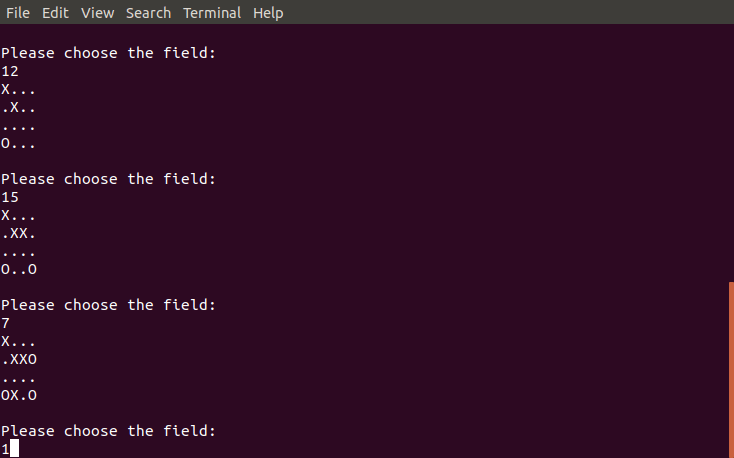 File Edit View Search Terminal Help
Please choose the field:
12
X...
.X..
....
O...
Please choose the field:
15
X...
.XX.
....
O..O
Please choose the field:
7
X...
.XXO
....
OX.O
Please choose the field:
1